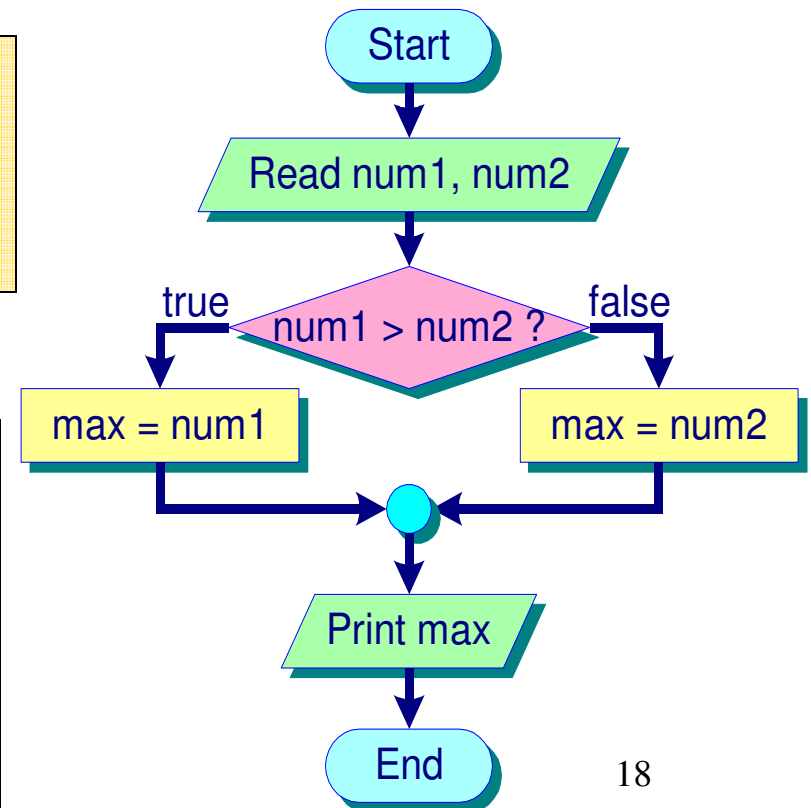 Start
Read num1, num2
true
false
num1 > num2 ?
max = num1
max = num2
Print max
End
18